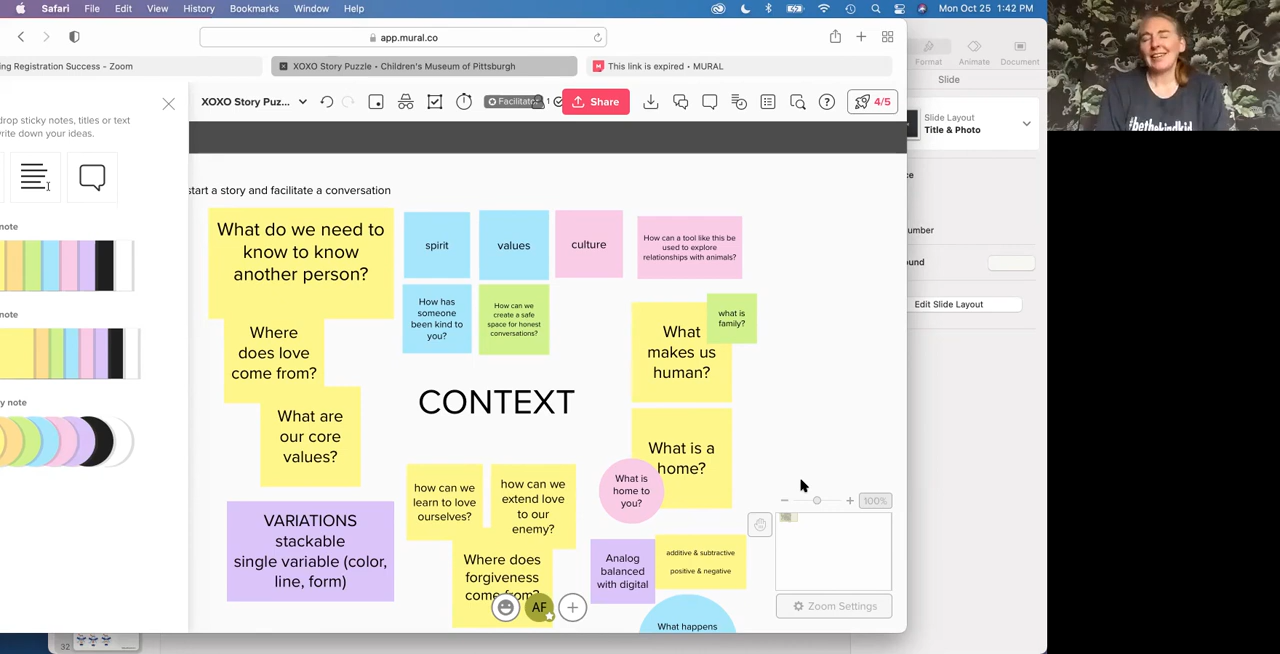 Safari File Edit View History Bookmarks Window Help
Mon Oct 25 1:42 PM
app.mural.co
ng Registration Success - Zoom
XOXO Story Puzzle • Children's Museum of Pittsburgh
This link is expired • MURAL
Format Animate Document
Slide
Slide Layout
Title & Photo
Edit Slide Layout
XOXO Story Puz...
Facilitator
1
Share
4/5
drop sticky notes, titles or text
write down your ideas.
note
note
y note
start a story and facilitate a conversation
What do we need to
know to know
another person?
spirit
values
culture
How can a tool like this be
used to explore
relationships with animals?
How has
someone
been kind to
you?
How can we
create a safe
space for honest
conversations?
Where
does love
come from?
What are
our core
values?
CONTEXT
What
makes us
human?
what is
family?
What is a
home?
What is
home to
you?
how can we
learn to love
ourselves?
how can we
extend love
to our
enemy?
Where does
forgiveness
come from?
VARIATIONS
stackable
single variable (color,
line, form)
Analog
balanced
with digital
additive & subtractive
positive & negative
What happens
AF
100%
Zoom Settings
32
#bethekindkid